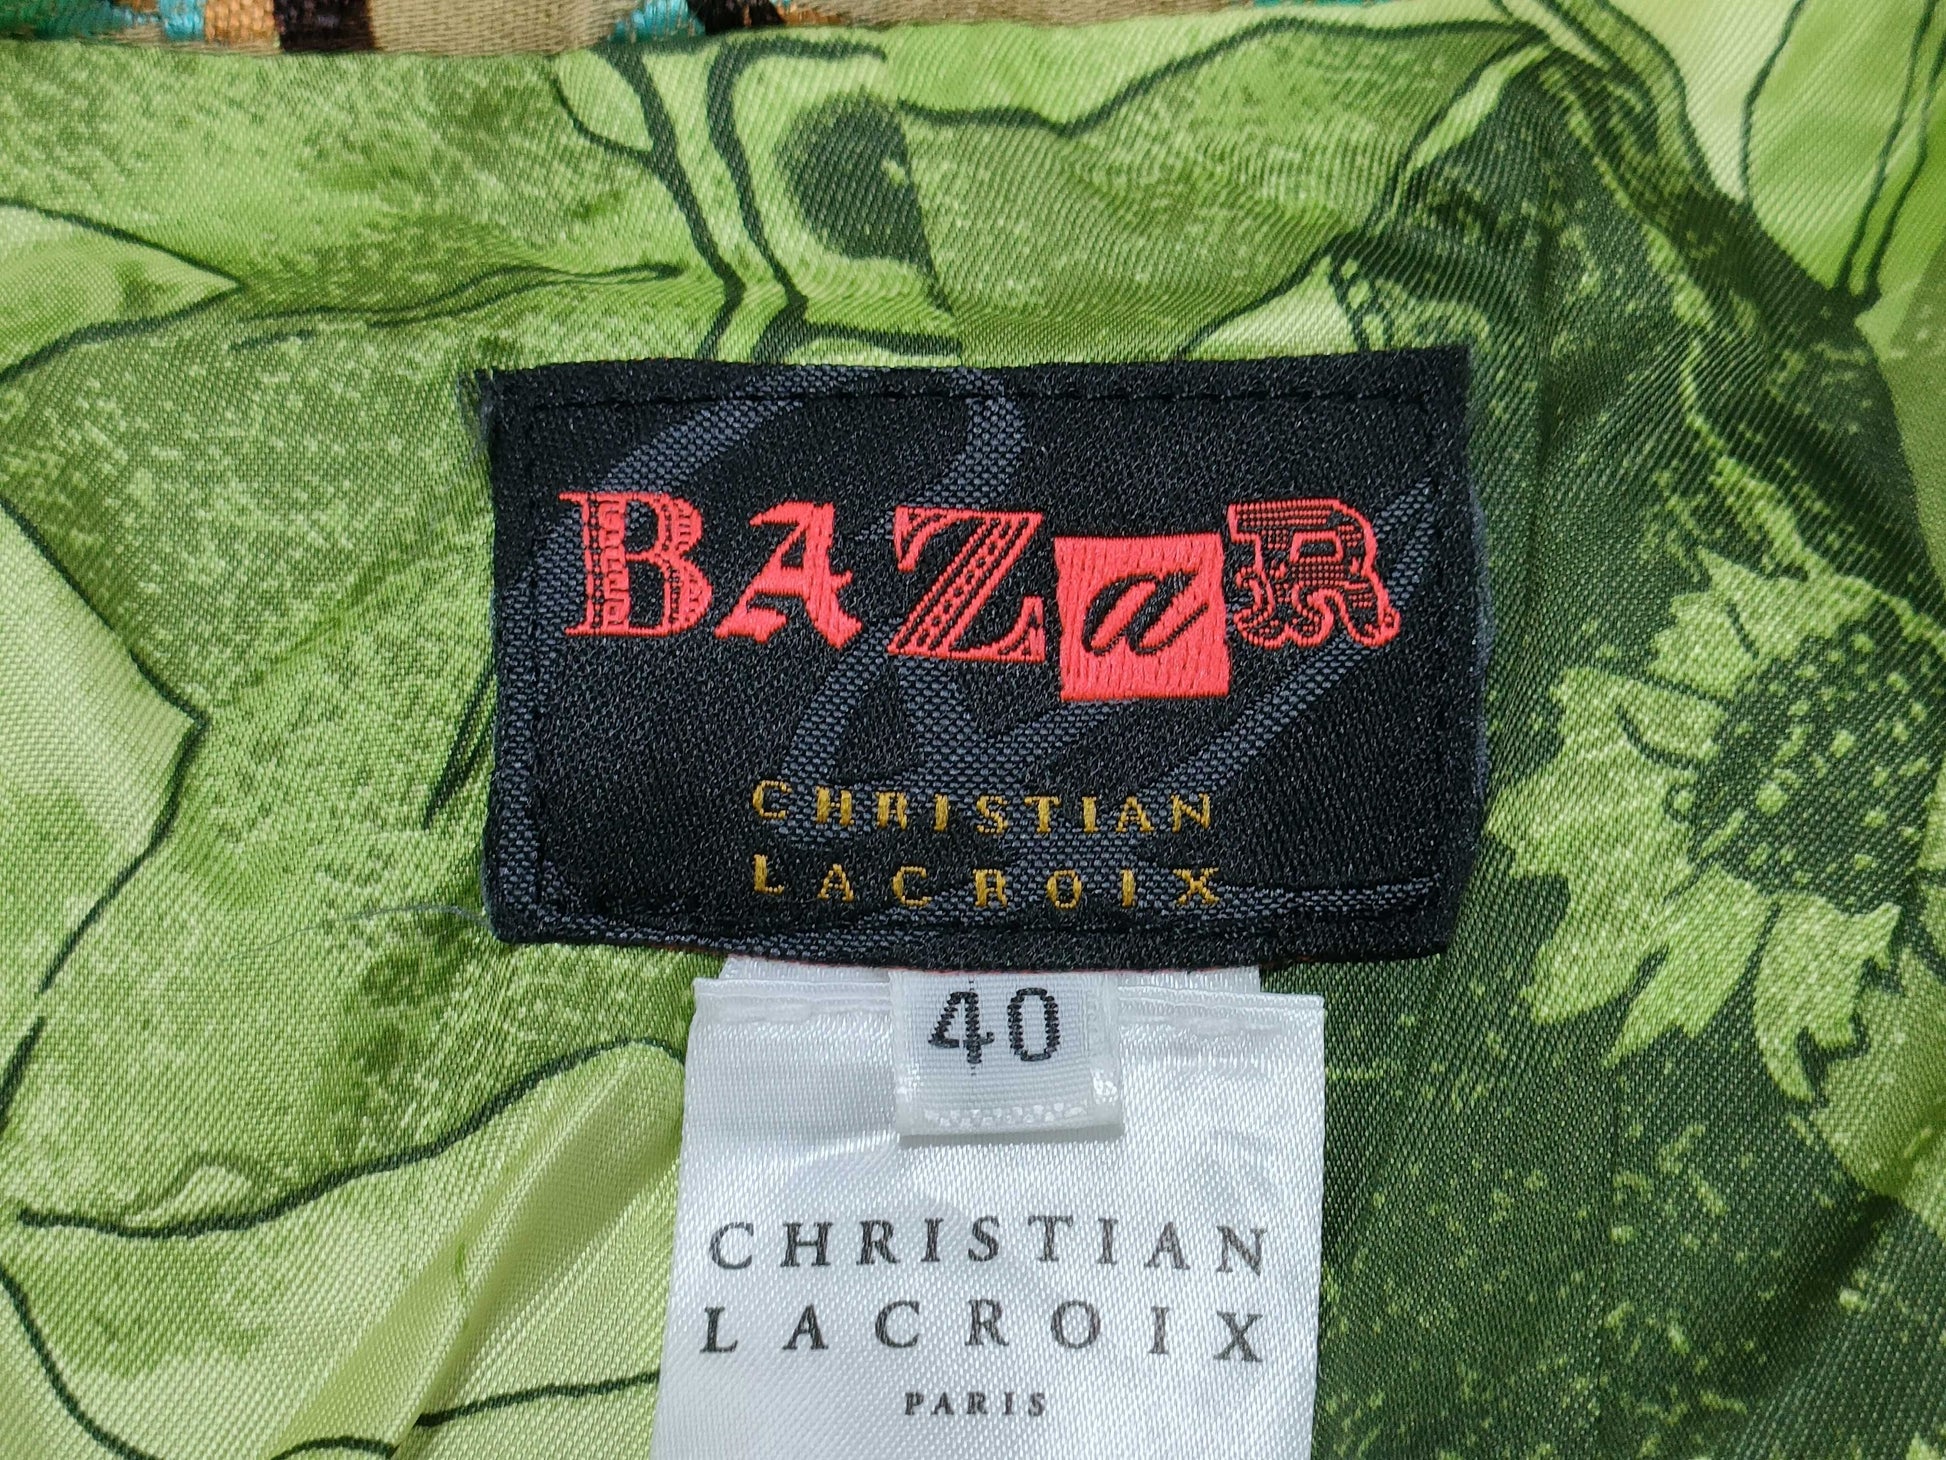 BAZaR
CHRISTIAN
LACROIX
40
CHRISTIAN
LACROIX
PARIS